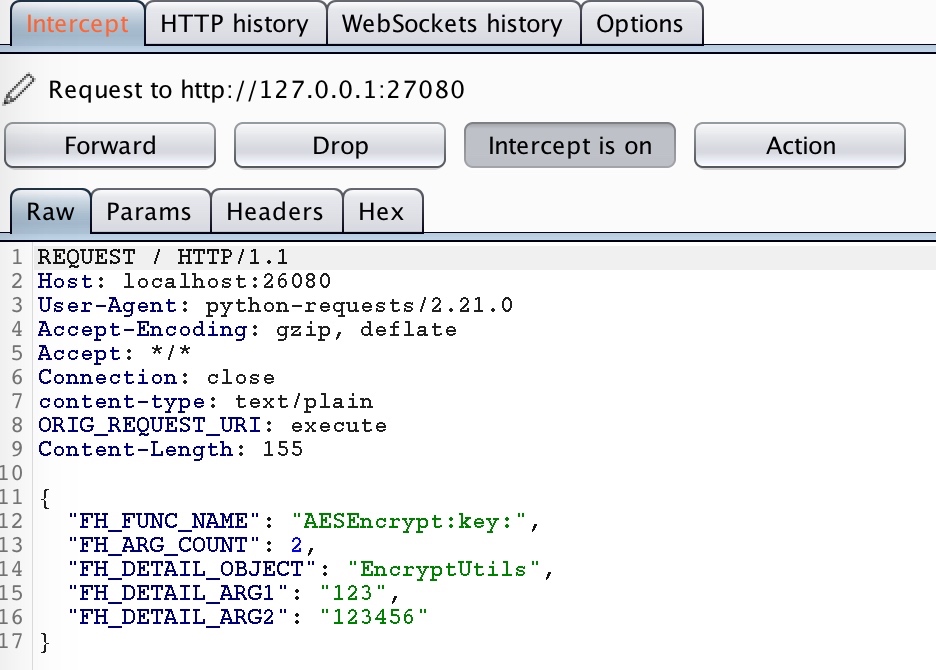 Intercept HTTP history WebSockets history Options
Request to http://127.0.0.1:27080
Forward Drop Intercept is on Action
Raw Params Headers Hex
1 REQUEST / HTTP/1.1
2 Host: localhost:26080
3 User-Agent: python-requests/2.21.0
4 Accept-Encoding: gzip, deflate
5 Accept: */*
6 Connection: close
7 content-type: text/plain
8 ORIG_REQUEST_URI: execute
9 Content-Length: 155
10
11 {
12 "FH_FUNC_NAME": "AESEncrypt:key:",
13 "FH_ARG_COUNT": 2,
14 "FH_DETAIL_OBJECT": "EncryptUtils",
15 "FH_DETAIL_ARG1": "123",
16 "FH_DETAIL_ARG2": "123456"
17 }